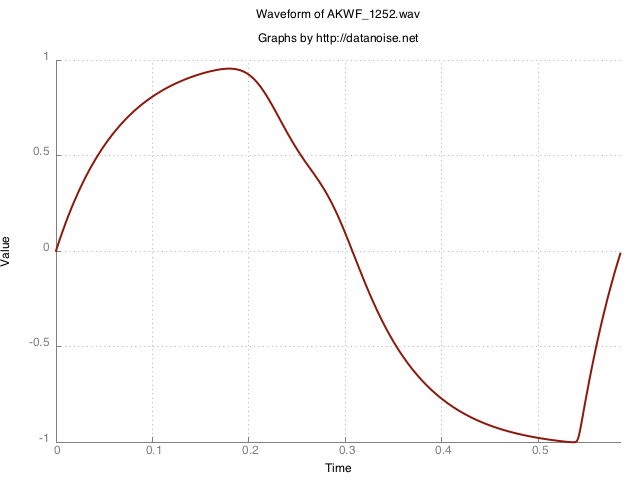 Waveform of AKWF_1252.wav
Graphs by http://datanoise.net
1
0.5
0
-0.5
-1
Value
0 0.1 0.2 0.3 0.4 0.5
Time